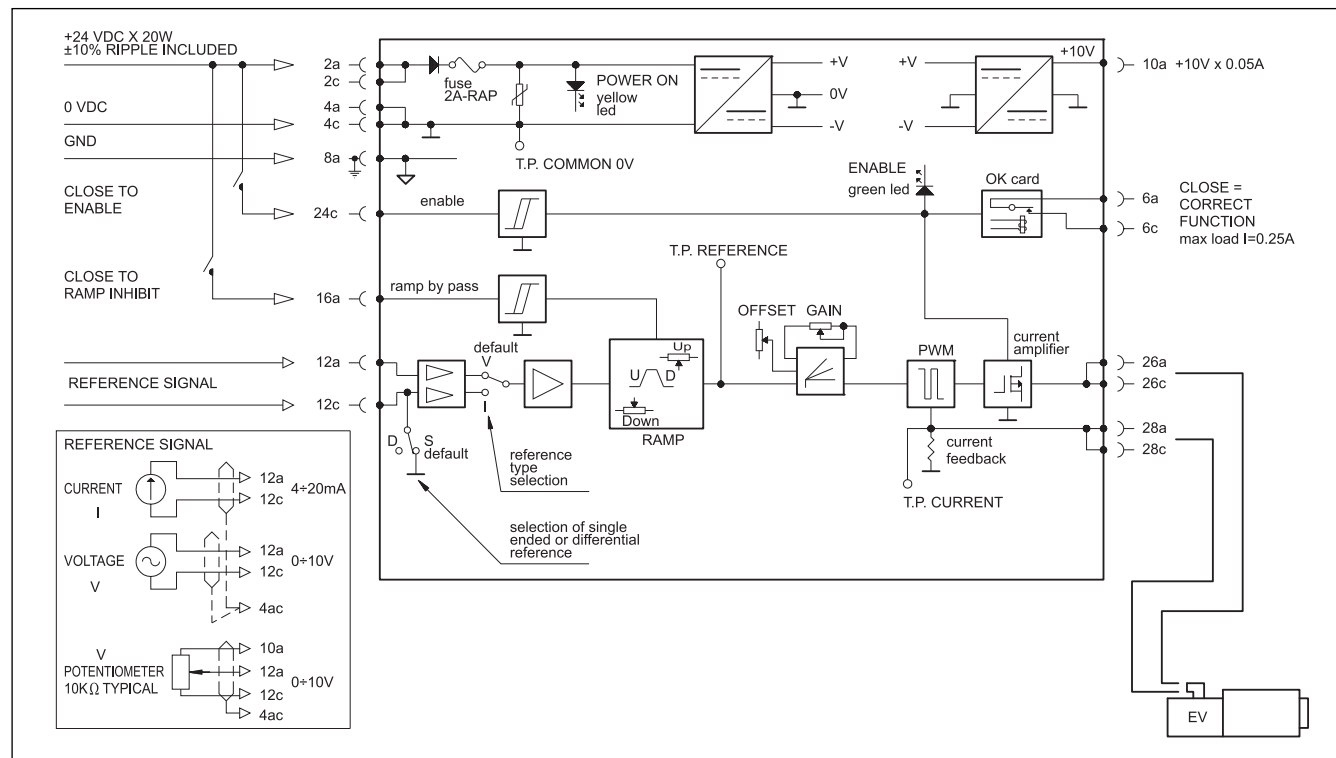 +24 VDC X 20W
±10% RIPPLE INCLUDED
2a
2c
fuse
2A-RAP
POWER ON
yellow
led
+V
0V
-V
+V
-V
+10V
10a +10V x 0.05A
0 VDC
4a
4c
GND
8a
T.P. COMMON 0V
CLOSE TO
ENABLE
24c
enable
ENABLE
green led
OK card
6a
6c
CLOSE =
CORRECT
FUNCTION
max load I=0.25A
CLOSE TO
RAMP INHIBIT
16a
ramp by pass
T.P. REFERENCE
OFFSET
GAIN
12a
REFERENCE SIGNAL
12c
default
V
I
Up
U
D
Down
RAMP
PWM
current
amplifier
26a
26c
28a
28c
D
S
default
reference
type
selection
current
feedback
T.P. CURRENT
selection of single
ended or differential
reference
REFERENCE SIGNAL
CURRENT
I
12a
12c
4÷20mA
VOLTAGE
V
12a
12c
0÷10V
4ac
V
POTENTIOMETER
10KΩ TYPICAL
10a
12a
12c
0÷10V
4ac
EV